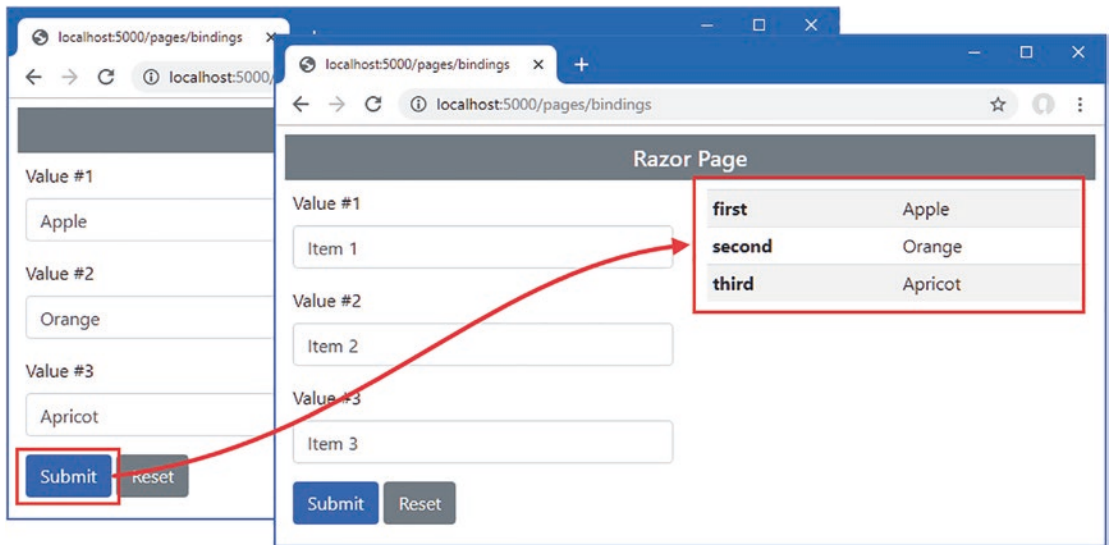 localhost:5000/pages/bindings
localhost:5000/
Value #1
Apple
Value #2
Orange
Value #3
Apricot
Submit
Reset
localhost:5000/pages/bindings
localhost:5000/pages/bindings
Razor Page
Value #1
Item 1
Value #2
Item 2
Value #3
Item 3
Submit
Reset
first Apple
second Orange
third Apricot